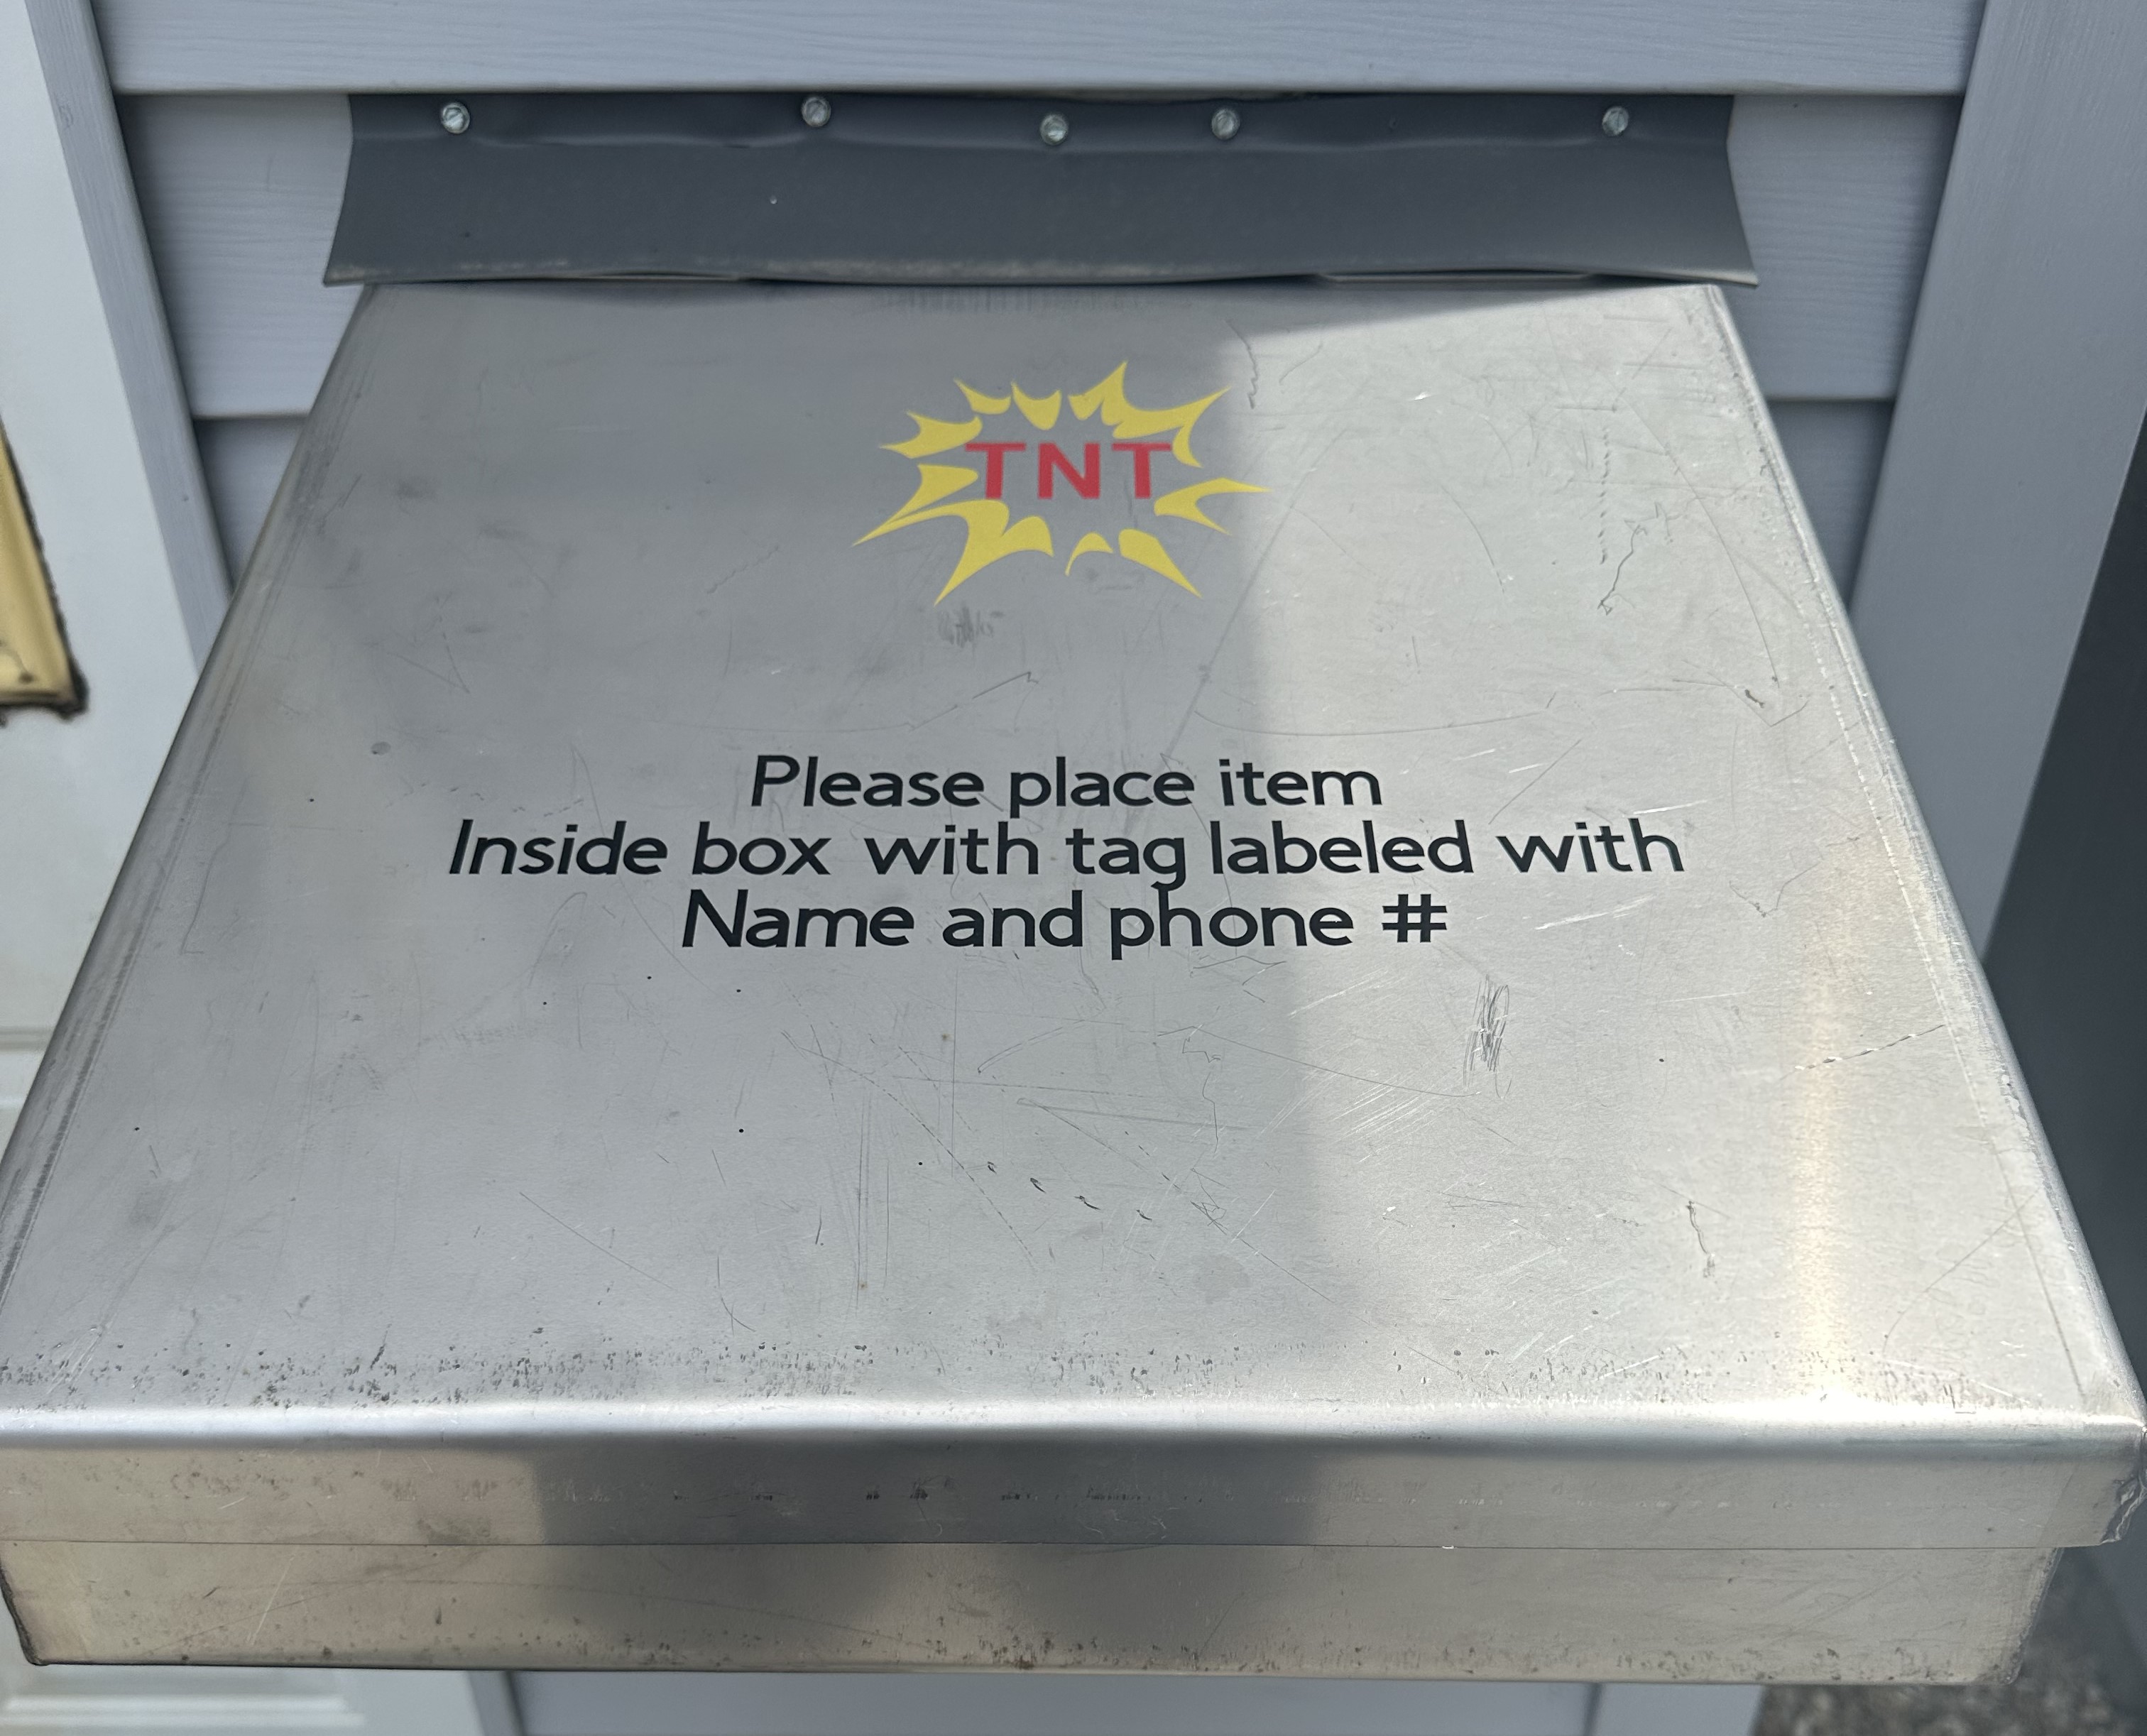 TNT
Please place item
Inside box with tag labeled with
Name and phone #